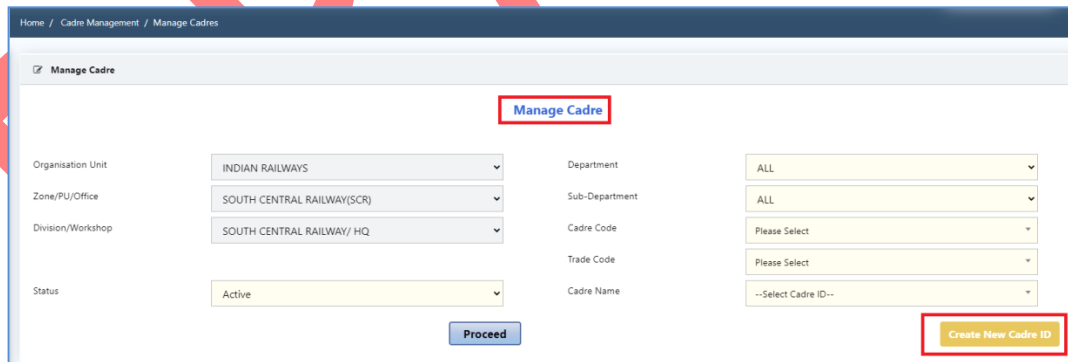 Home / Cadre Management / Manage Cadres
Manage Cadre
Manage Cadre
Organisation Unit INDIAN RAILWAYS Department ALL
Zone/PU/Office SOUTH CENTRAL RAILWAY(SCR) Sub-Department ALL
Division/Workshop SOUTH CENTRAL RAILWAY/ HQ Cadre Code Please Select
Trade Code Please Select
Status Active Cadre Name --Select Cadre ID--
Proceed Create New Cadre ID